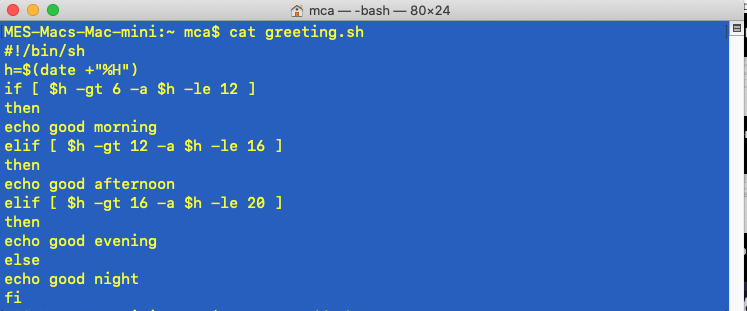 mca — -bash — 80×24
MES-Macs-Mac-mini:~ mca$ cat greeting.sh
#!/bin/sh
h=$(date +"%H")
if [ $h -gt 6 -a $h -le 12 ]
then
echo good morning
elif [ $h -gt 12 -a $h -le 16 ]
then
echo good afternoon
elif [ $h -gt 16 -a $h -le 20 ]
then
echo good evening
else
echo good night
fi